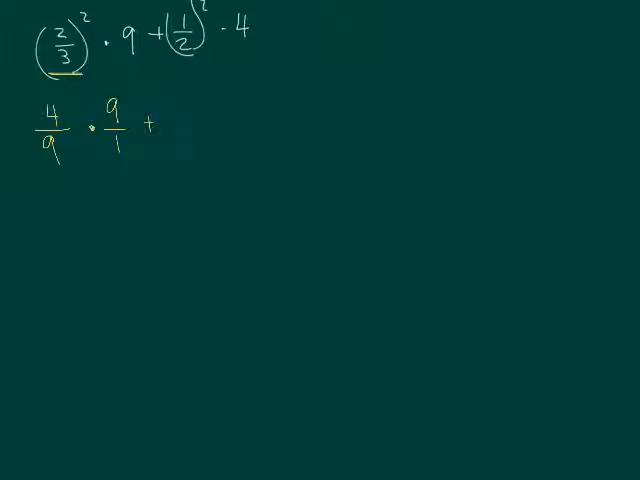 (2/3)² · 9 + (1/2)² · 4
4/9 · 9/1 +